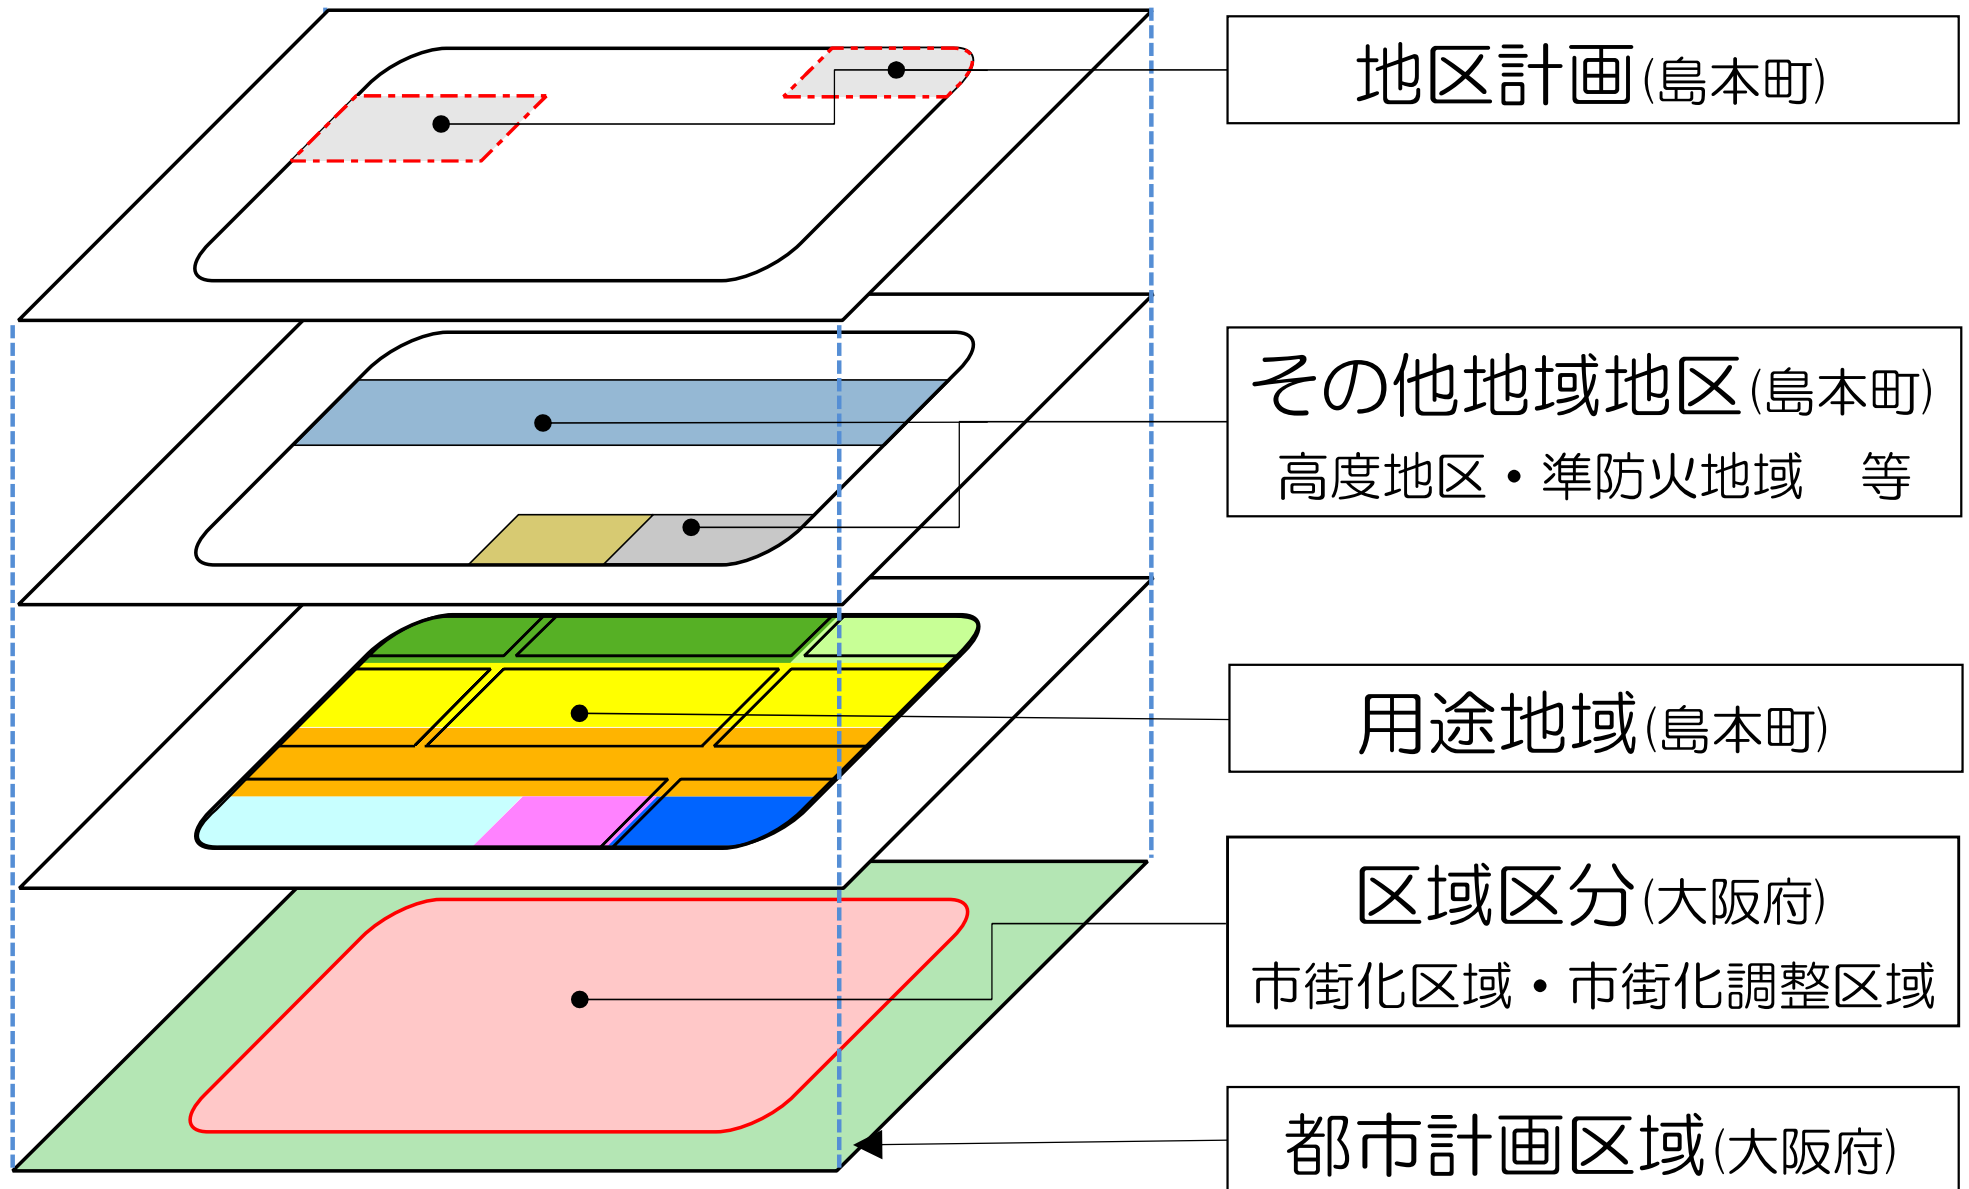 地区計画(島本町)
その他地域地区(島本町)
高度地区・準防火地域　等
用途地域(島本町)
区域区分(大阪府)
市街化区域・市街化調整区域
都市計画区域(大阪府)